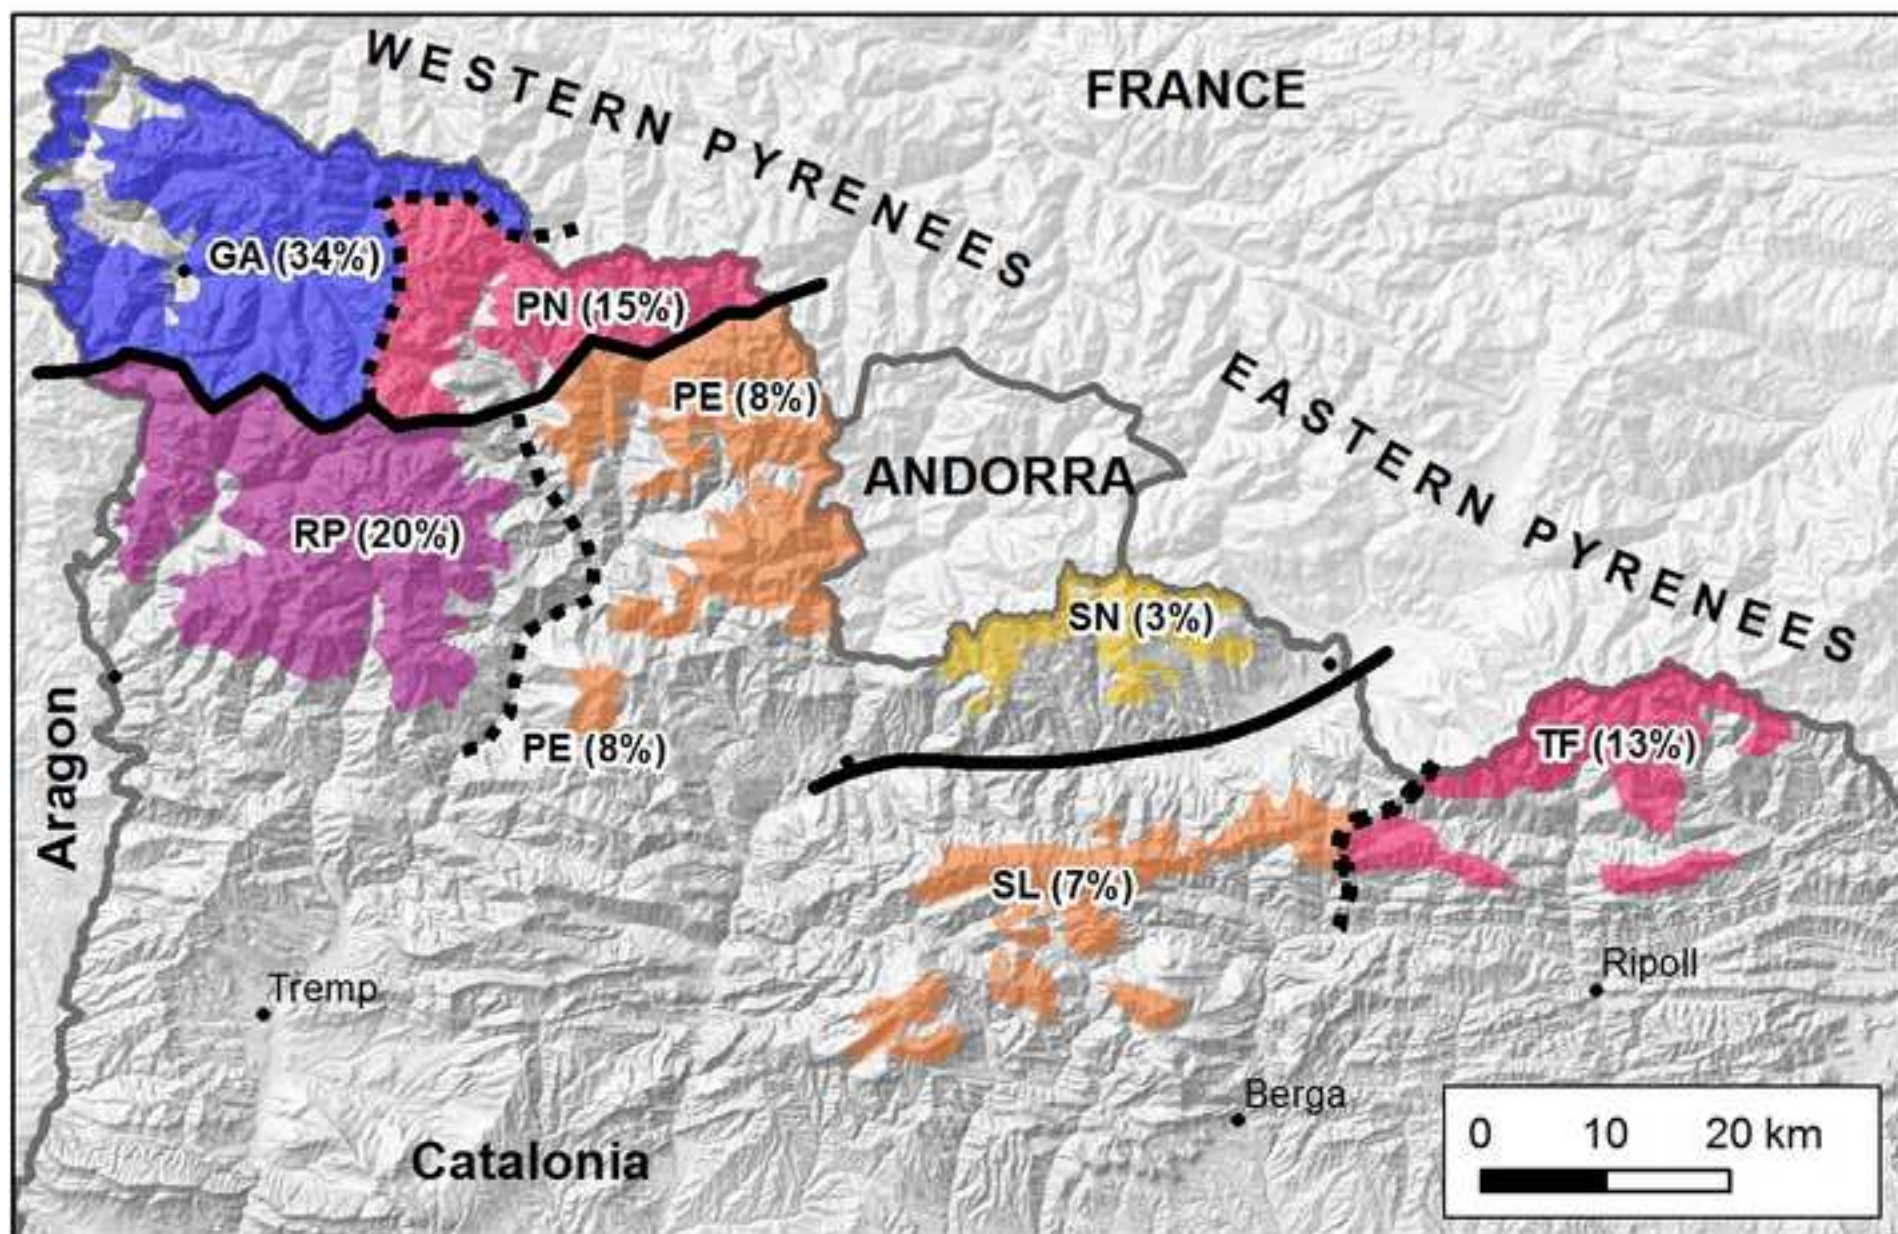 WESTERN PYRENEES
FRANCE
GA (34%)
PN (15%)
PE (8%)
EASTERN PYRENEES
ANDORRA
RP (20%)
SN (3%)
Aragon
PE (8%)
TF (13%)
SL (7%)
Tremp
Ripoll
Berga
Catalonia
0 10 20 km